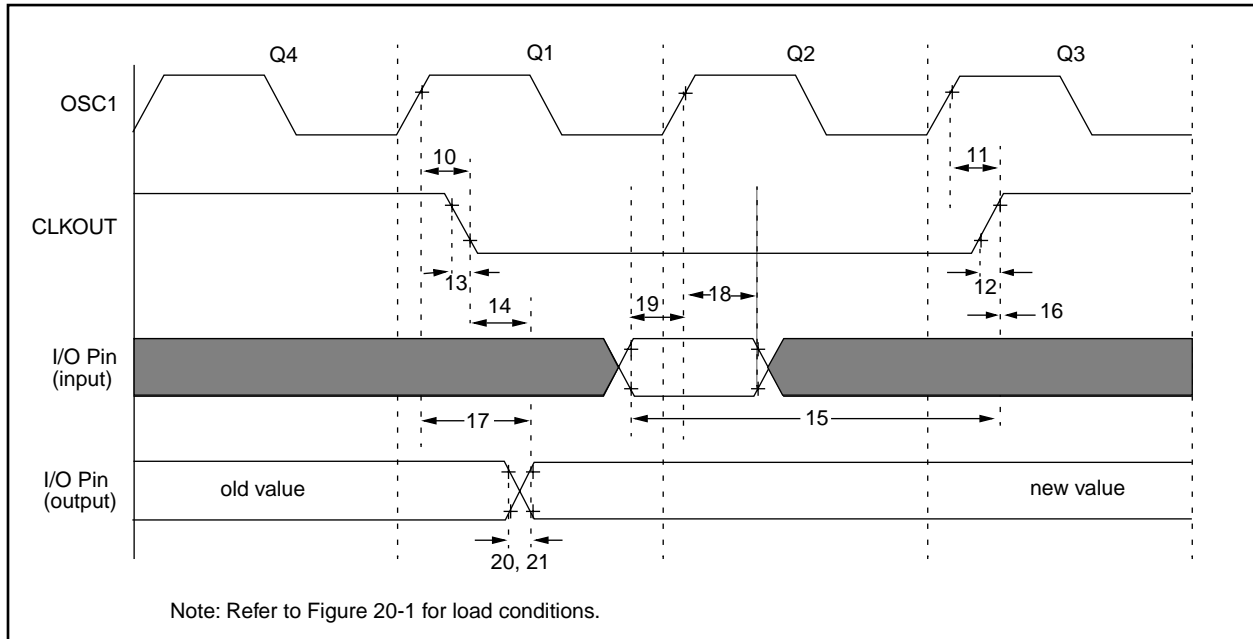 Q4 Q1 Q2 Q3
OSC1
10 11
CLKOUT
13 12
14 19 18 16
I/O Pin
(input)
17 15
I/O Pin
(output)
old value new value
20, 21
Note: Refer to Figure 20-1 for load conditions.